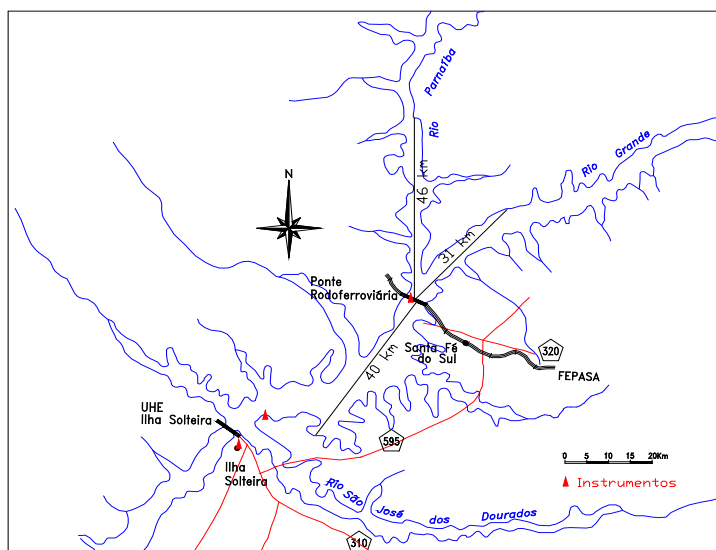 Rio Parnaíba
N
Rio Grande
46 km
31 km
Ponte
Rodoferroviária
40 km
Santa Fé
do Sul
320
FEPASA
UHE
Ilha Solteira
595
Ilha
Solteira
0 5 10 15 20Km
Instrumentos
Rio São José dos Dourados
310